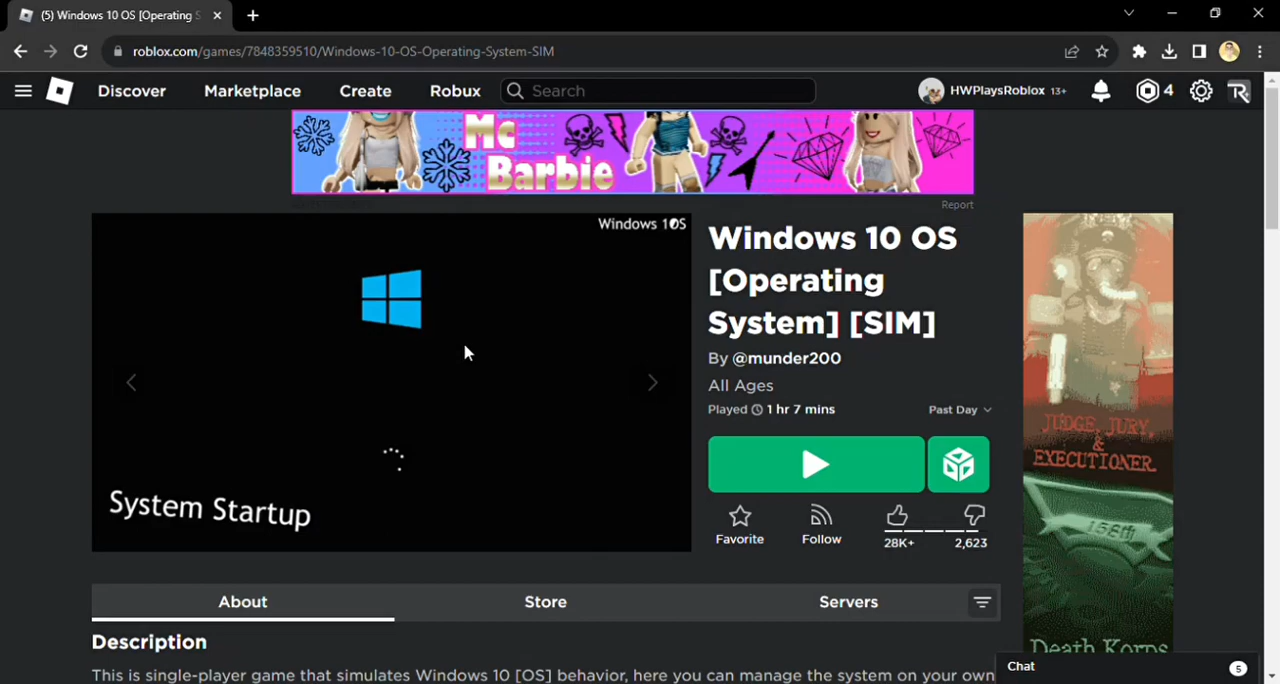 (5) Windows 10 OS [Operating S
roblox.com/games/7848359510/Windows-10-OS-Operating-System-SIM
Discover Marketplace Create Robux Search HWPlaysRoblox 13+ 4
Mc
Barbie
Report
Windows 10S
System Startup
Windows 10 OS
[Operating
System] [SIM]
By @munder200
All Ages
Played 1 hr 7 mins Past Day
Favorite Follow 28K+ 2,623
JUDGE, JURY,
&
EXECUTIONER
158th
Death Korps
About Store Servers
Description
This is single-player game that simulates Windows 10 [OS] behavior, here you can manage the system on your own
Chat 5